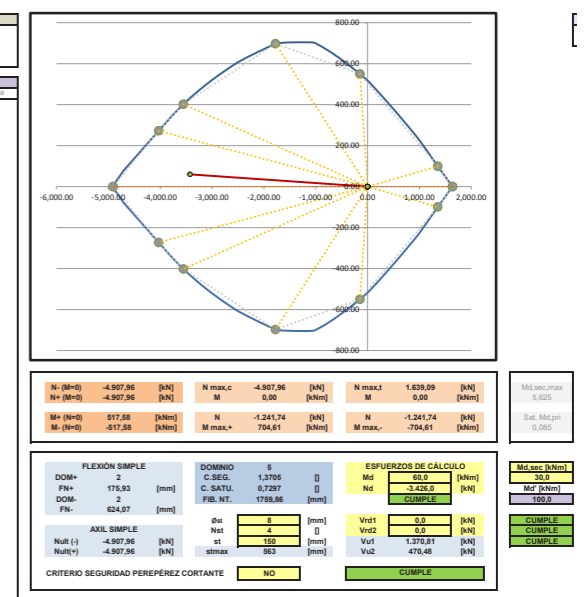 800.00
600.00
400.00
200.00
0.00
-6,000.00 -5,000.00 -4,000.00 -3,000.00 -2,000.00 -1,000.00 0.00 1,000.00 2,000.00
-200.00
-400.00
-600.00
-800.00
N- (M=0) -4.907,96 [kN] N max,c -4.907,96 [kN] N max,t 1.639,09 [kN]
N+ (M=0) -4.907,96 [kN] M 0,00 [kNm] M 0,00 [kNm]
M+ (N=0) 517,58 [kNm] N -1.241,74 [kN] N -1.241,74 [kN]
M- (N=0) -517,58 [kNm] M max,+ 704,61 [kNm] M max,- -704,61 [kNm]
Md,sec,max
5,625
Sat. Md,pri
0,085
FLEXIÓN SIMPLE
DOM+ 2
FN+ 175,93 [mm]
DOM- 2
FN- 624,07 [mm]
AXIL SIMPLE
Nult (-) -4.907,96 [kN]
Nult(+) -4.907,96 [kN]
DOMINIO 5
C.SEG. 1,3705 []
C. SATU. 0,7297 []
FIB. NT. 1759,86 [mm]
Øst 8 [mm]
Nst 4 []
st 150 [mm]
stmax 563 [mm]
ESFUERZOS DE CÁLCULO
Md 60,0 [kNm]
Nd -3.426,0 [kN]
CUMPLE
Vrd1 0,0 [kN]
Vrd2 0,0 [kN]
Vu1 1.370,81 [kN]
Vu2 470,48 [kN]
Md,sec [kNm]
30,0
Md' [kNm]
100,0
CUMPLE
CUMPLE
CUMPLE
CRITERIO SEGURIDAD PEREPÉREZ CORTANTE NO CUMPLE